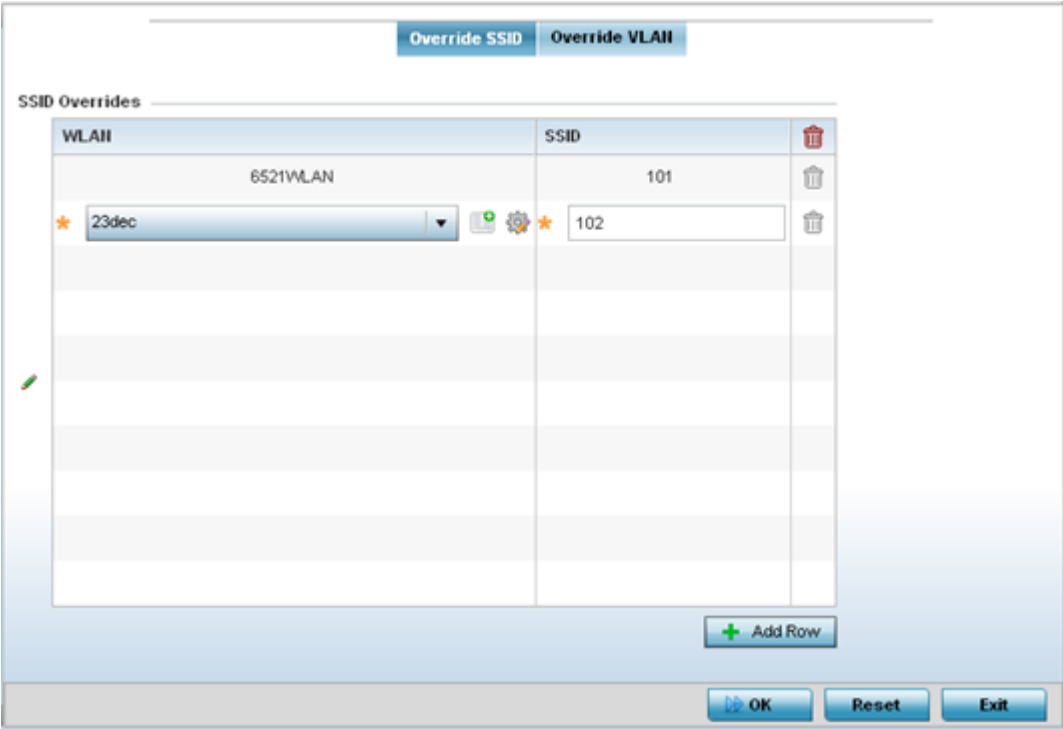 Override SSID Override VLAN
SSID Overrides
WLAN SSID
6521WLAN 101
* 23dec * 102
Add Row
OK Reset Exit